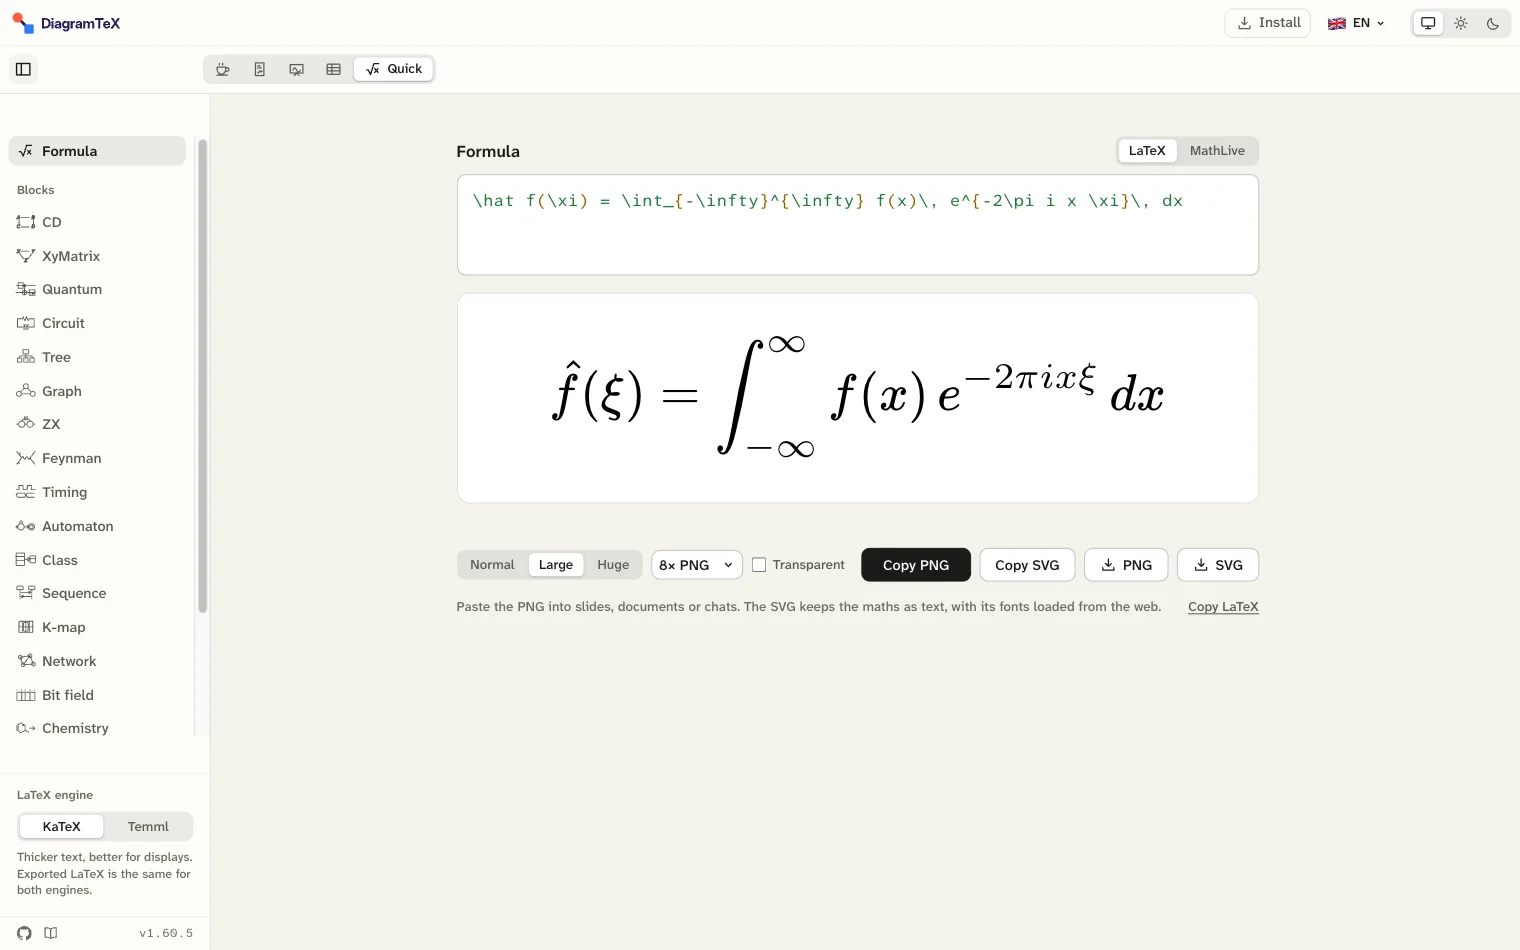 DiagramTeX
Install
EN
Quick
Formula
Blocks
CD
XyMatrix
Quantum
Circuit
Tree
Graph
ZX
Feynman
Timing
Automaton
Class
Sequence
K-map
Network
Bit field
Chemistry
LaTeX engine
KaTeX Temml
Thicker text, better for displays.
Exported LaTeX is the same for
both engines.
v1.60.5
Formula
LaTeX MathLive
\hat f(\xi) = \int_{-\infty}^{\infty} f(x)\, e^{-2\pi i x \xi}\, dx
f̂(ξ) = ∫_{−∞}^{∞} f(x) e^{−2πixξ} dx
Normal Large Huge 8× PNG Transparent Copy PNG Copy SVG PNG SVG
Paste the PNG into slides, documents or chats. The SVG keeps the maths as text, with its fonts loaded from the web. Copy LaTeX